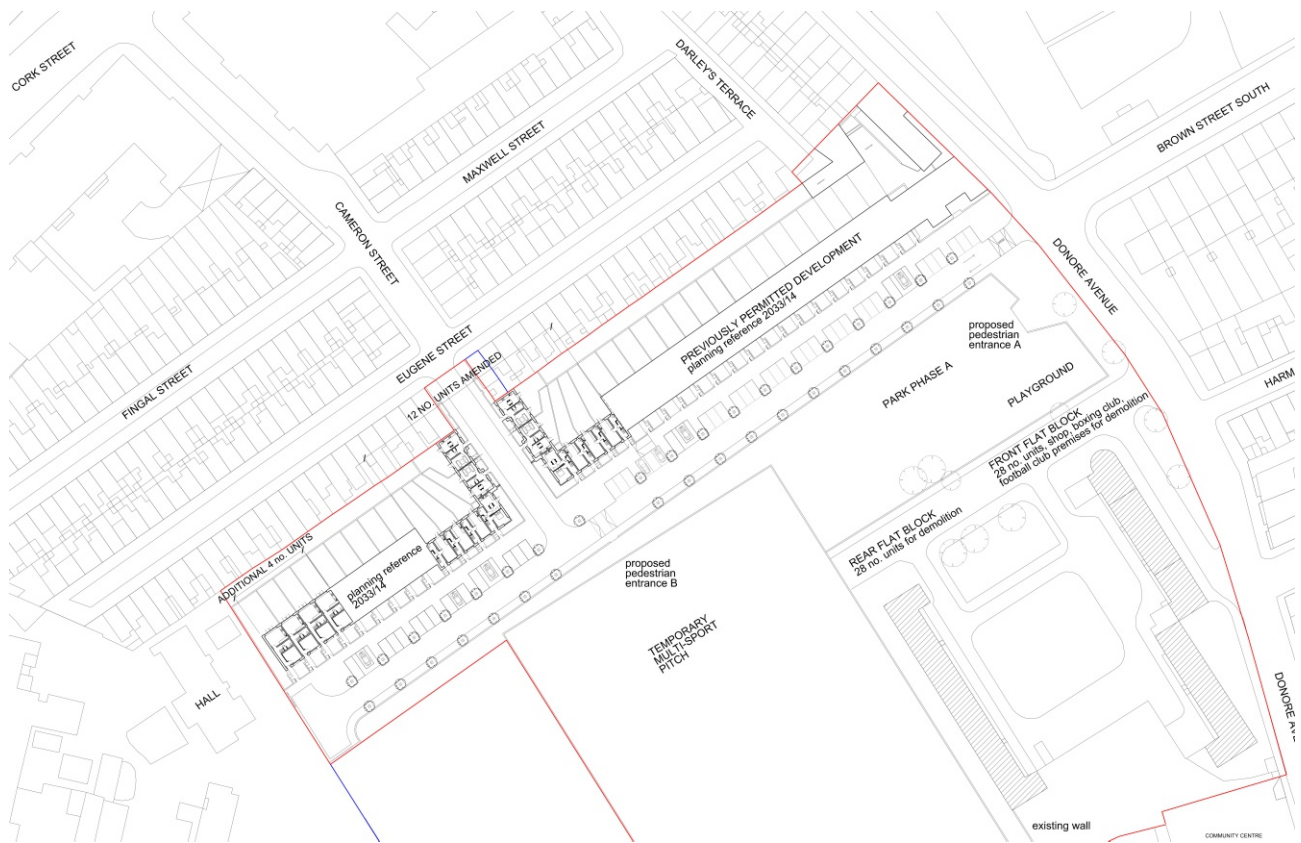 CORK STREET
DARLEY'S TERRACE
BROWN STREET SOUTH
MAXWELL STREET
CAMERON STREET
DONORE AVENUE
PREVIOUSLY PERMITTED DEVELOPMENT
planning reference 2033/14
EUGENE STREET
FINGAL STREET
12 NO. UNITS AMENDED
proposed
pedestrian
entrance A
PARK PHASE A
PLAYGROUND
HARM
FRONT FLAT BLOCK
28 no. units, shop, boxing club,
football club premises for demolition
REAR FLAT BLOCK
28 no. units for demolition
ADDITIONAL 4 no. UNITS
planning reference
2033/14
proposed
pedestrian
entrance B
TEMPORARY
MULTI-SPORT
PITCH
HALL
DONORE AVE
existing wall
COMMUNITY CENTRE